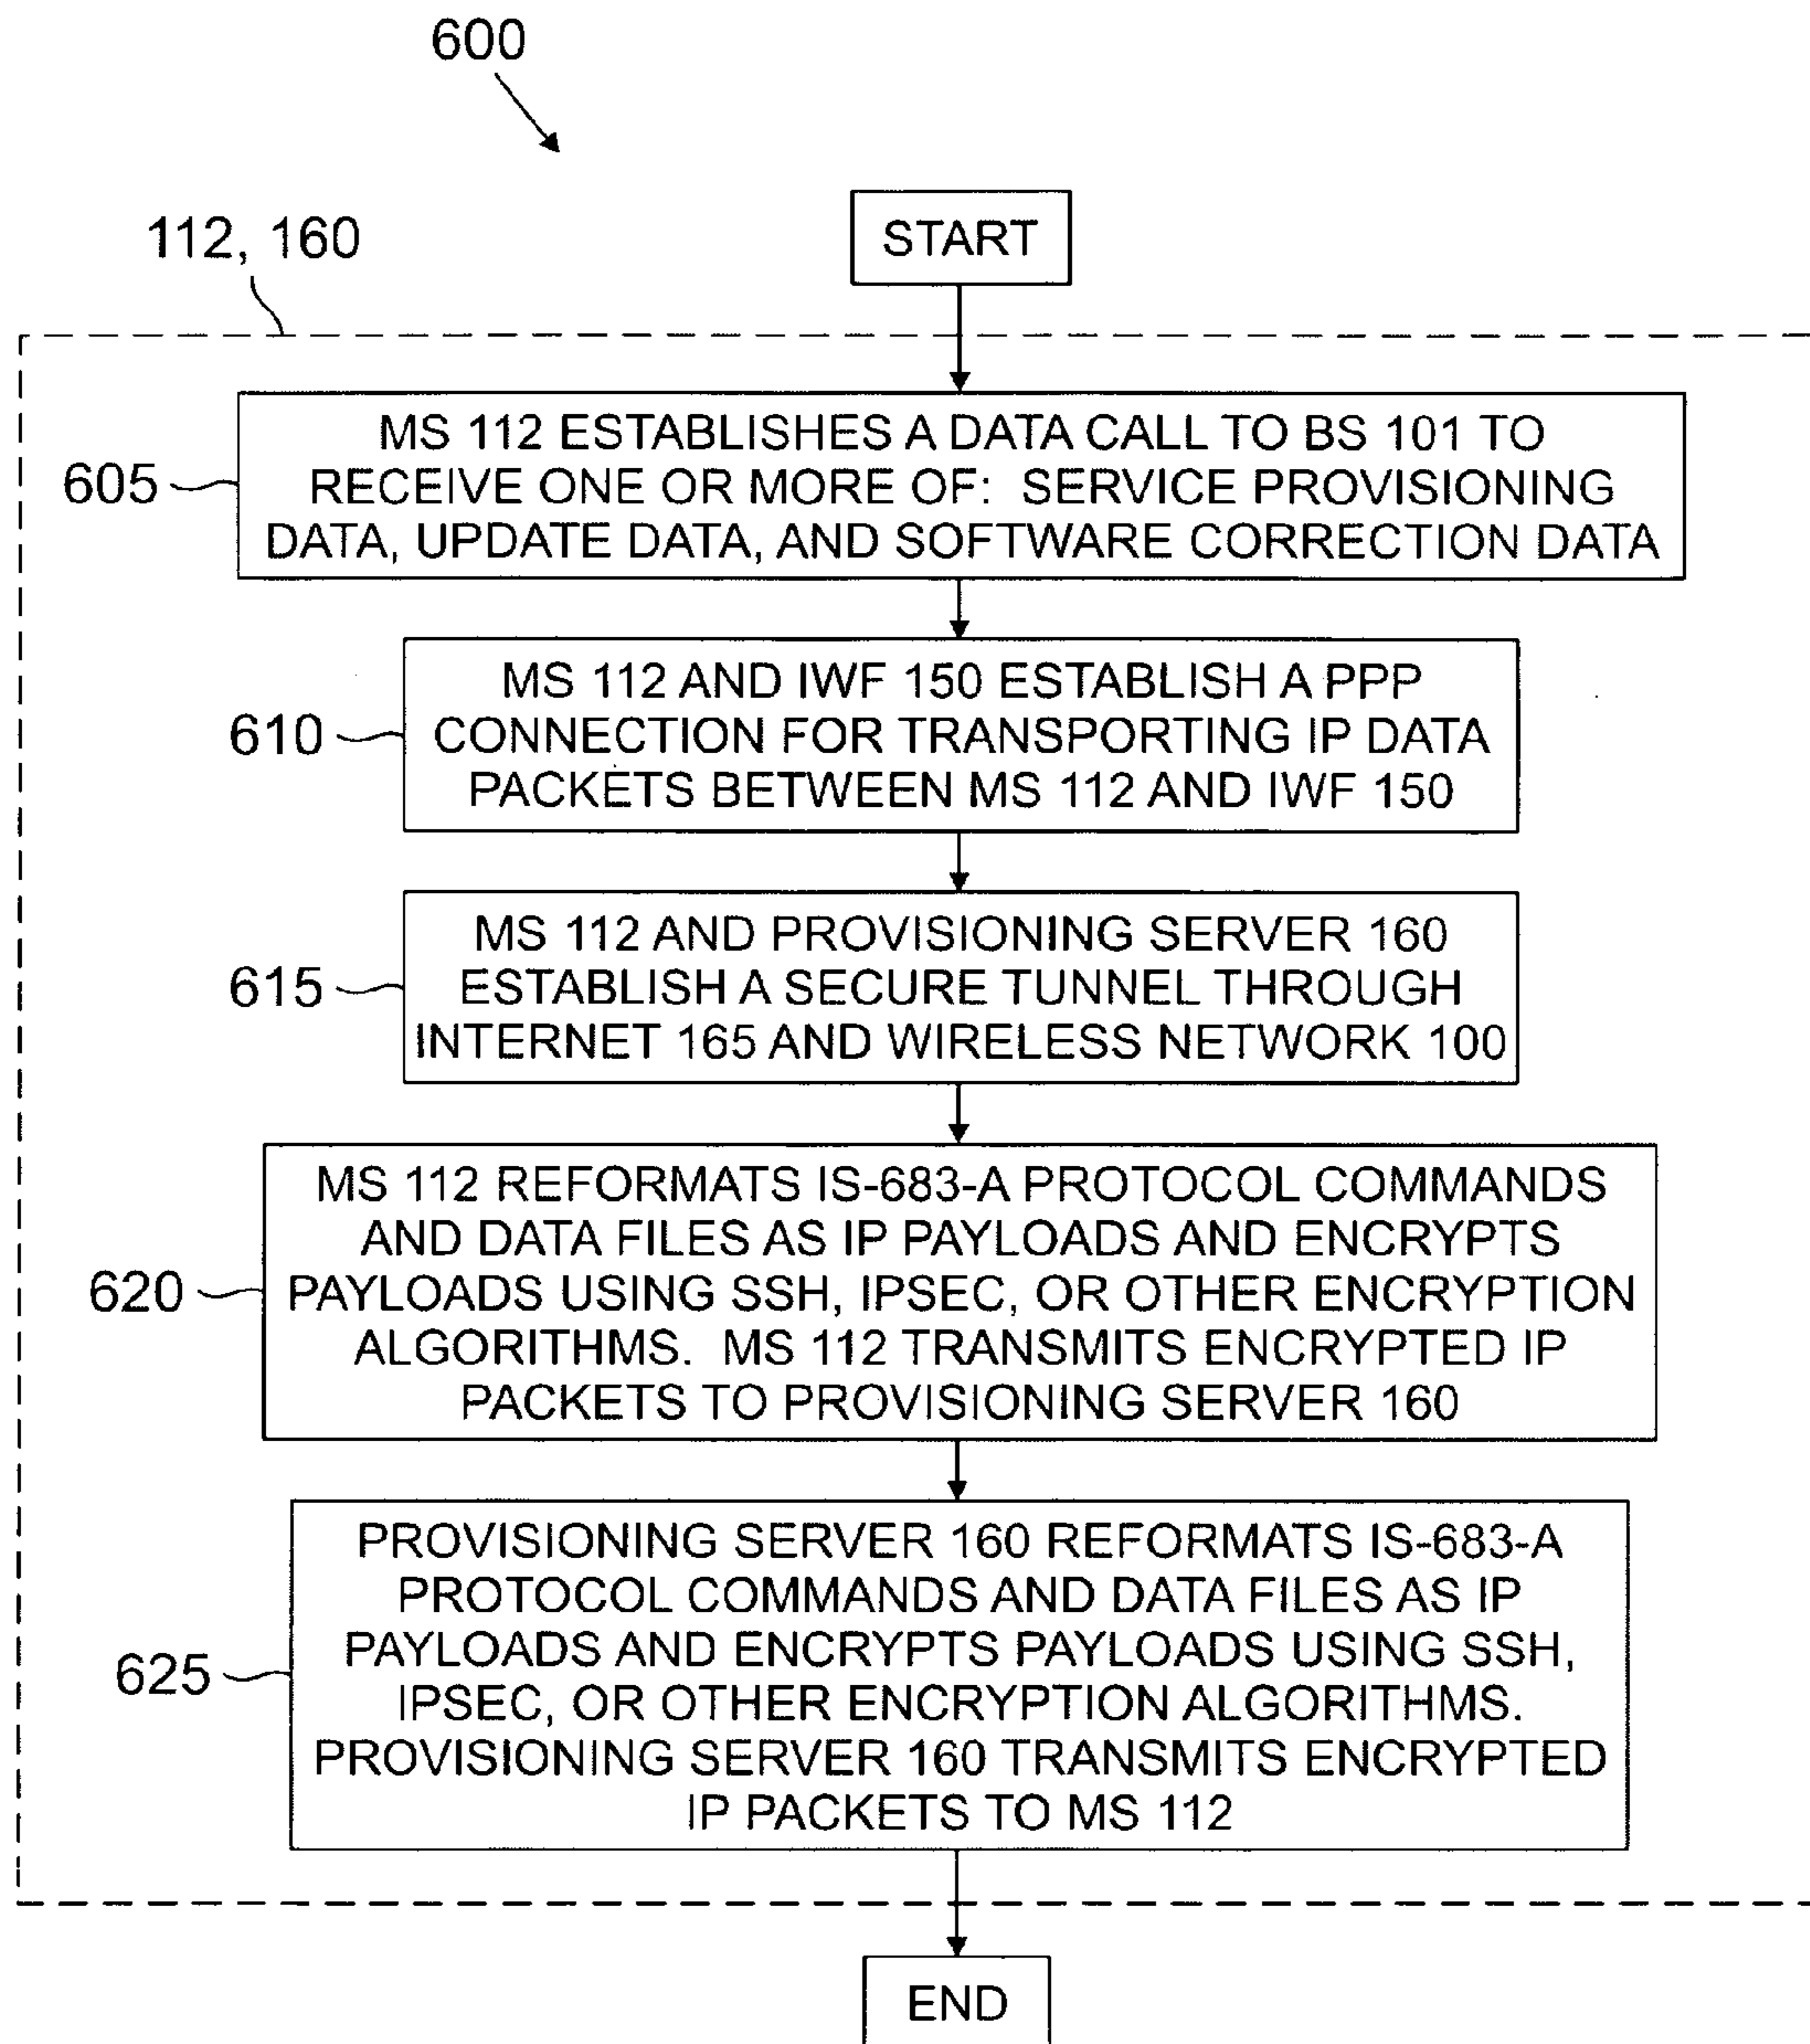 600
112, 160
START
605
MS 112 ESTABLISHES A DATA CALL TO BS 101 TO
RECEIVE ONE OR MORE OF: SERVICE PROVISIONING
DATA, UPDATE DATA, AND SOFTWARE CORRECTION DATA
610
MS 112 AND IWF 150 ESTABLISH A PPP
CONNECTION FOR TRANSPORTING IP DATA
PACKETS BETWEEN MS 112 AND IWF 150
615
MS 112 AND PROVISIONING SERVER 160
ESTABLISH A SECURE TUNNEL THROUGH
INTERNET 165 AND WIRELESS NETWORK 100
620
MS 112 REFORMATS IS-683-A PROTOCOL COMMANDS
AND DATA FILES AS IP PAYLOADS AND ENCRYPTS
PAYLOADS USING SSH, IPSEC, OR OTHER ENCRYPTION
ALGORITHMS. MS 112 TRANSMITS ENCRYPTED IP
PACKETS TO PROVISIONING SERVER 160
625
PROVISIONING SERVER 160 REFORMATS IS-683-A
PROTOCOL COMMANDS AND DATA FILES AS IP
PAYLOADS AND ENCRYPTS PAYLOADS USING SSH,
IPSEC, OR OTHER ENCRYPTION ALGORITHMS.
PROVISIONING SERVER 160 TRANSMITS ENCRYPTED
IP PACKETS TO MS 112
END